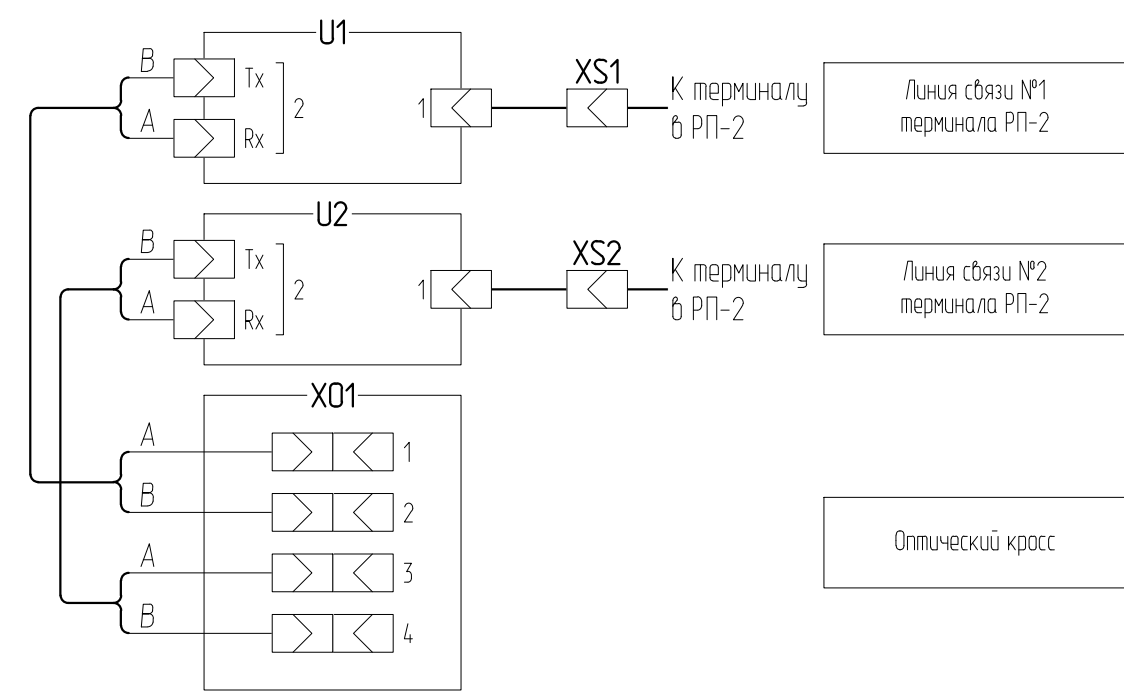 U1
B
Tx
A
Rx
2
1
XS1
К терминалу
в РП-2
Линия связи №1
терминала РП-2
U2
B
Tx
A
Rx
2
1
XS2
К терминалу
в РП-2
Линия связи №2
терминала РП-2
XO1
A
1
B
2
A
3
B
4
Оптический кросс